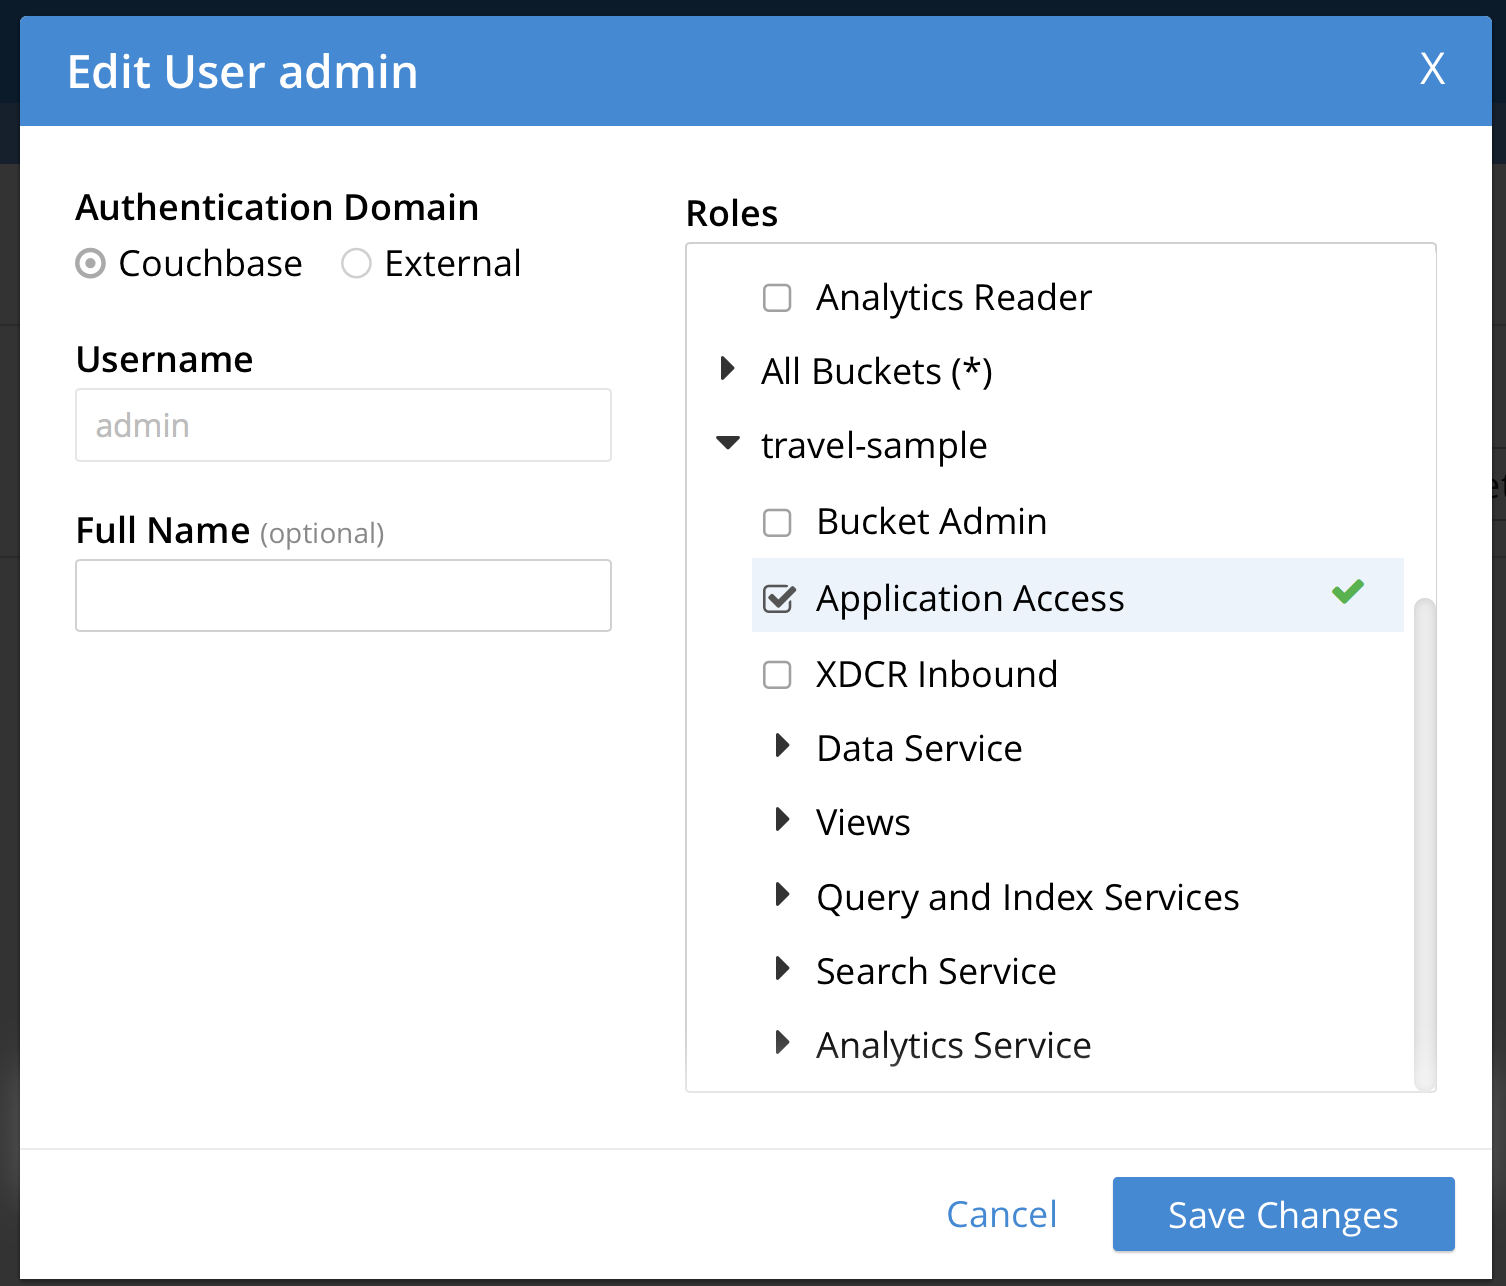 Edit User admin
X
Authentication Domain
Couchbase
External
Username
admin
Full Name (optional)
Roles
Analytics Reader
All Buckets (*)
travel-sample
Bucket Admin
Application Access
XDCR Inbound
Data Service
Views
Query and Index Services
Search Service
Analytics Service
Cancel
Save Changes